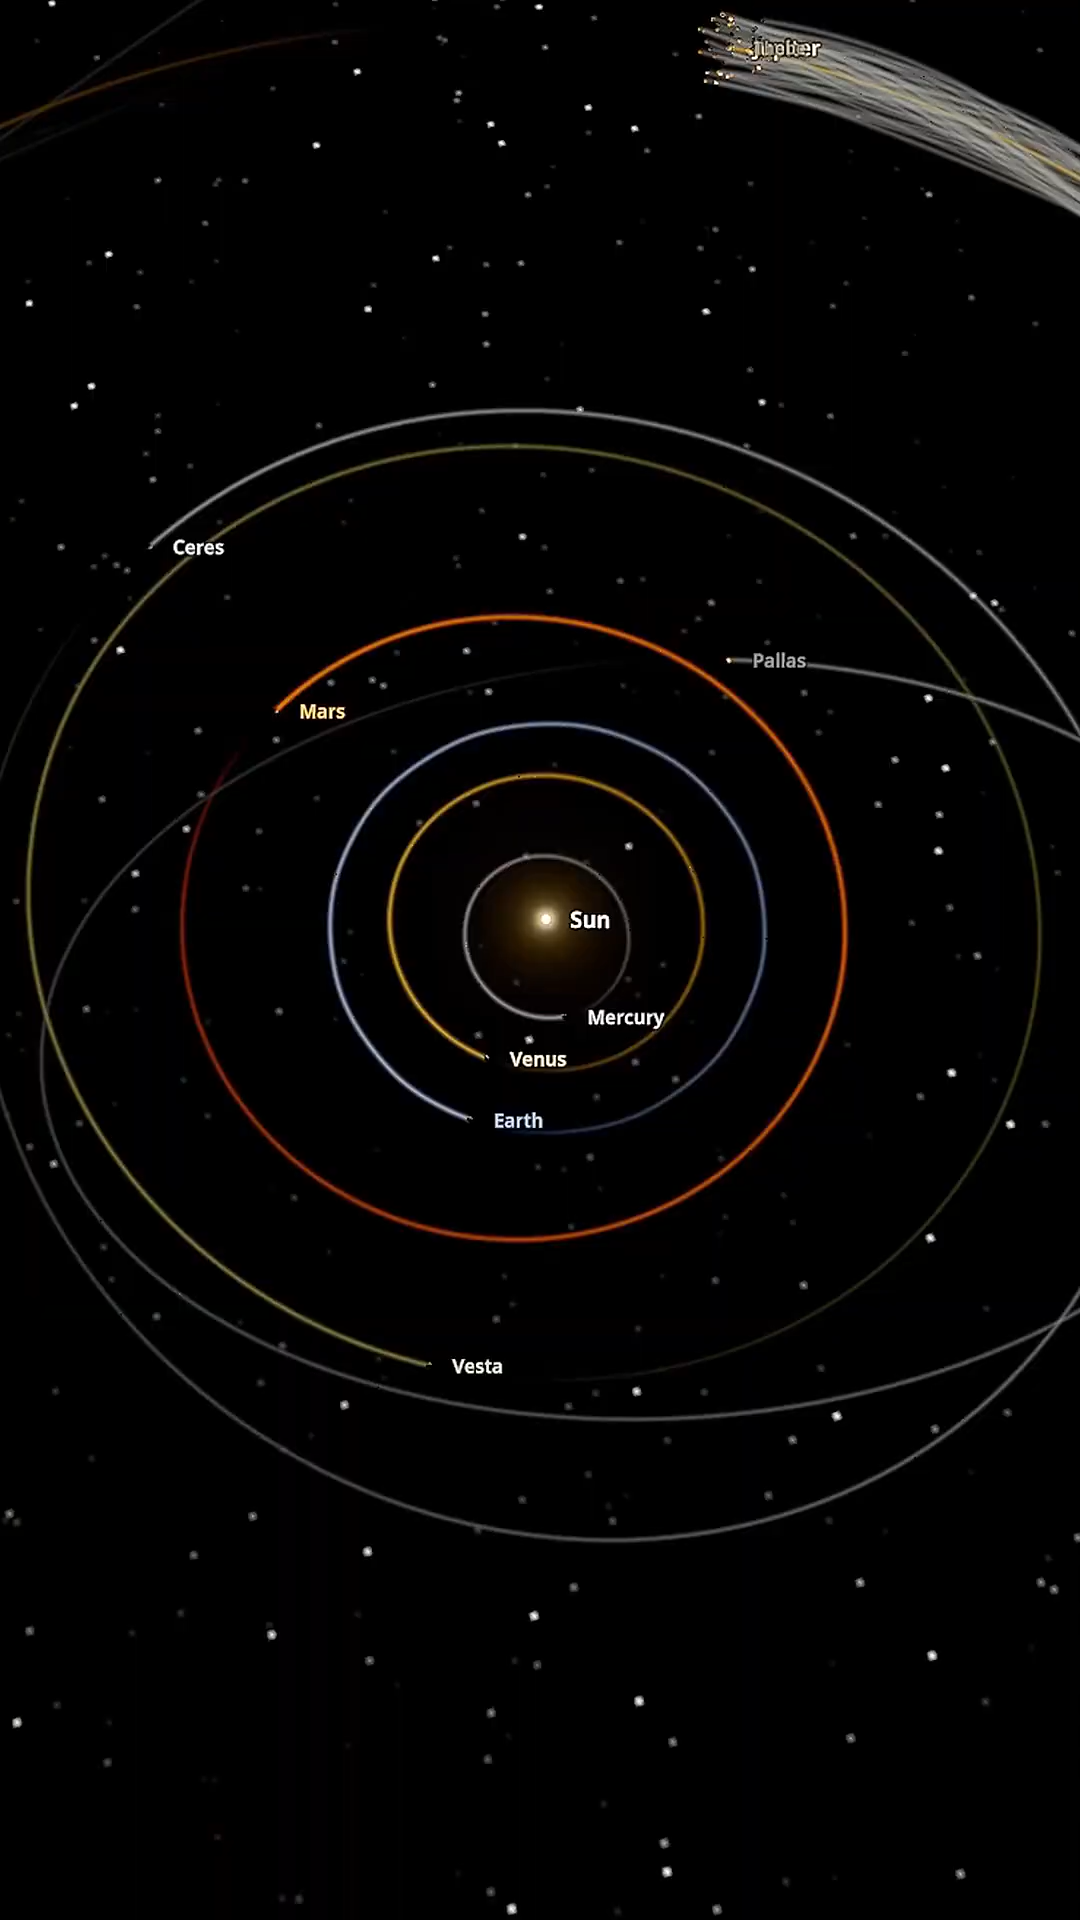 Jupiter
Ceres
Pallas
Mars
Sun
Mercury
Venus
Earth
Vesta